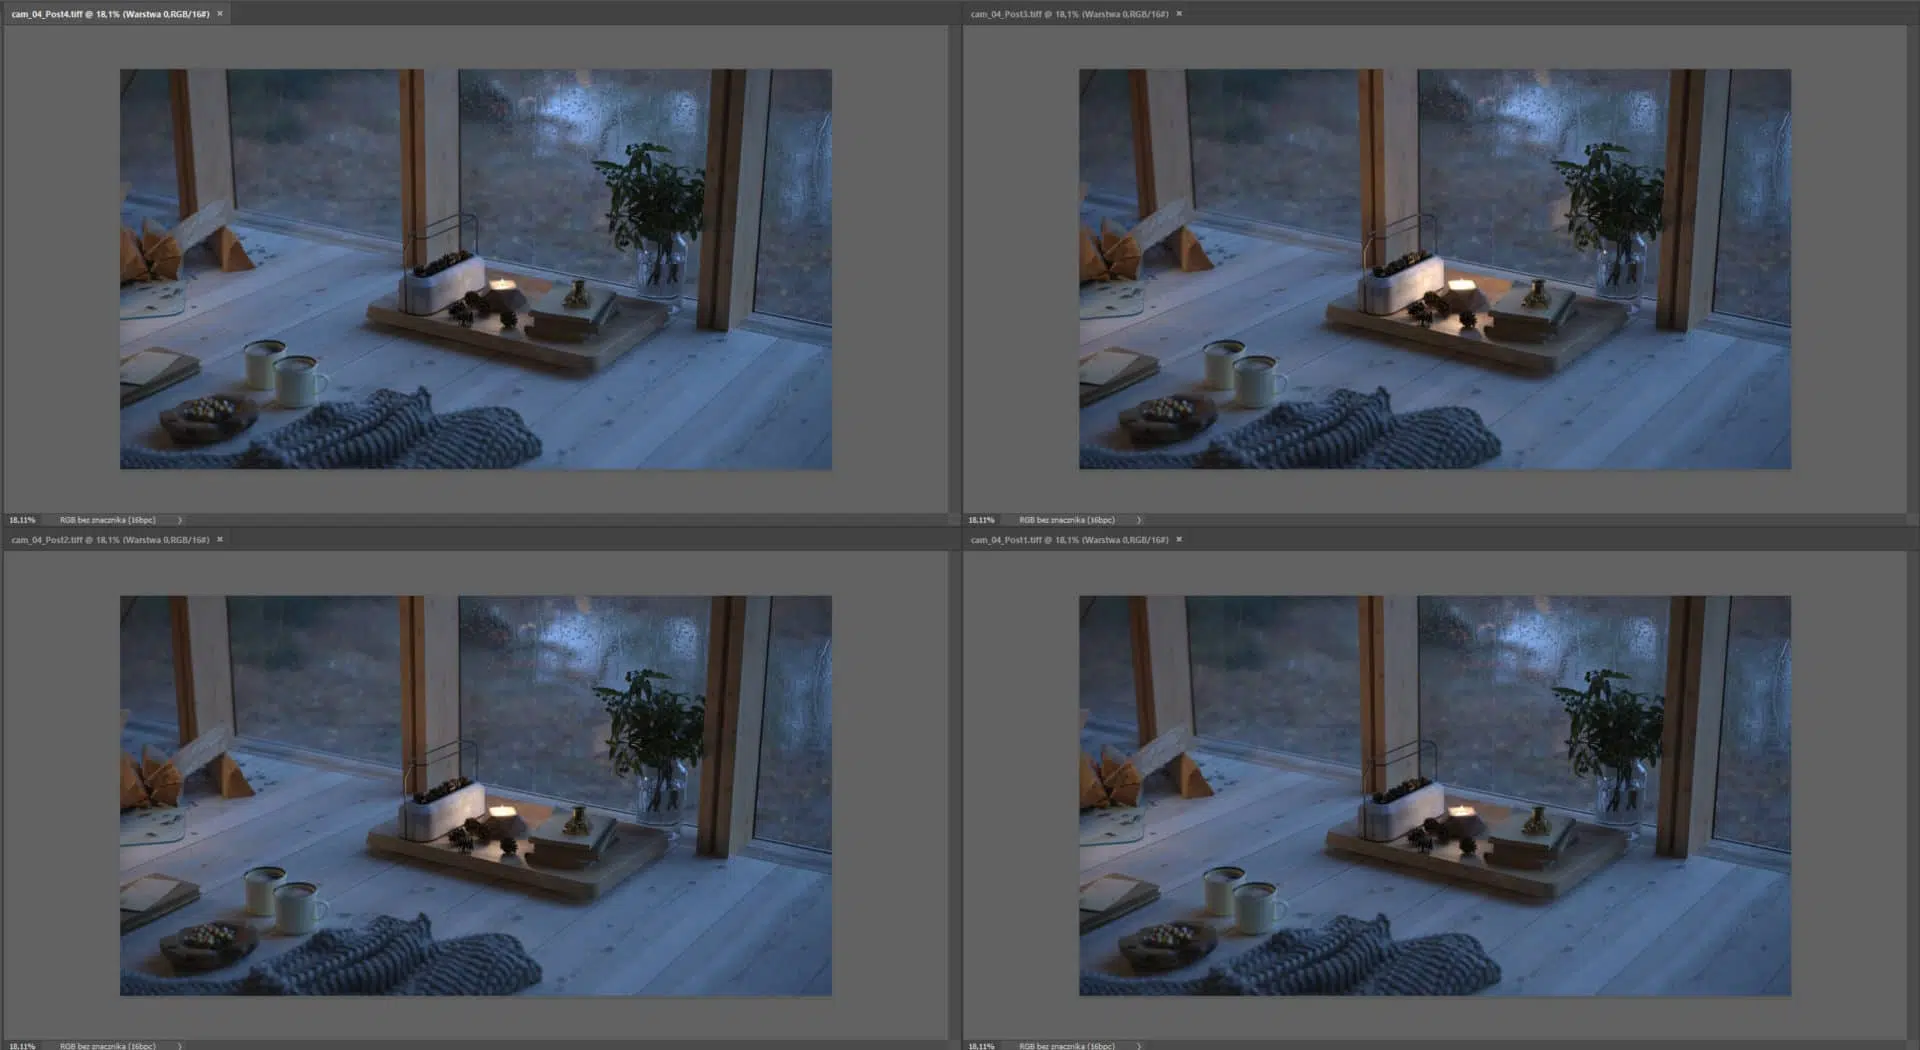 cam_04_Post4.tiff @ 18,1% (Warstwa 0,RGB/16#) ×
cam_04_Post3.tiff @ 18,1% (Warstwa 0,RGB/16#) ×
18,11% RGB bez znacznika (16bpc) >
18,11% RGB bez znacznika (16bpc) >
cam_04_Post2.tiff @ 18,1% (Warstwa 0,RGB/16#) ×
cam_04_Post1.tiff @ 18,1% (Warstwa 0,RGB/16#) ×
18,11% RGB bez znacznika (16bpc) >
18,11% RGB bez znacznika (16bpc) >